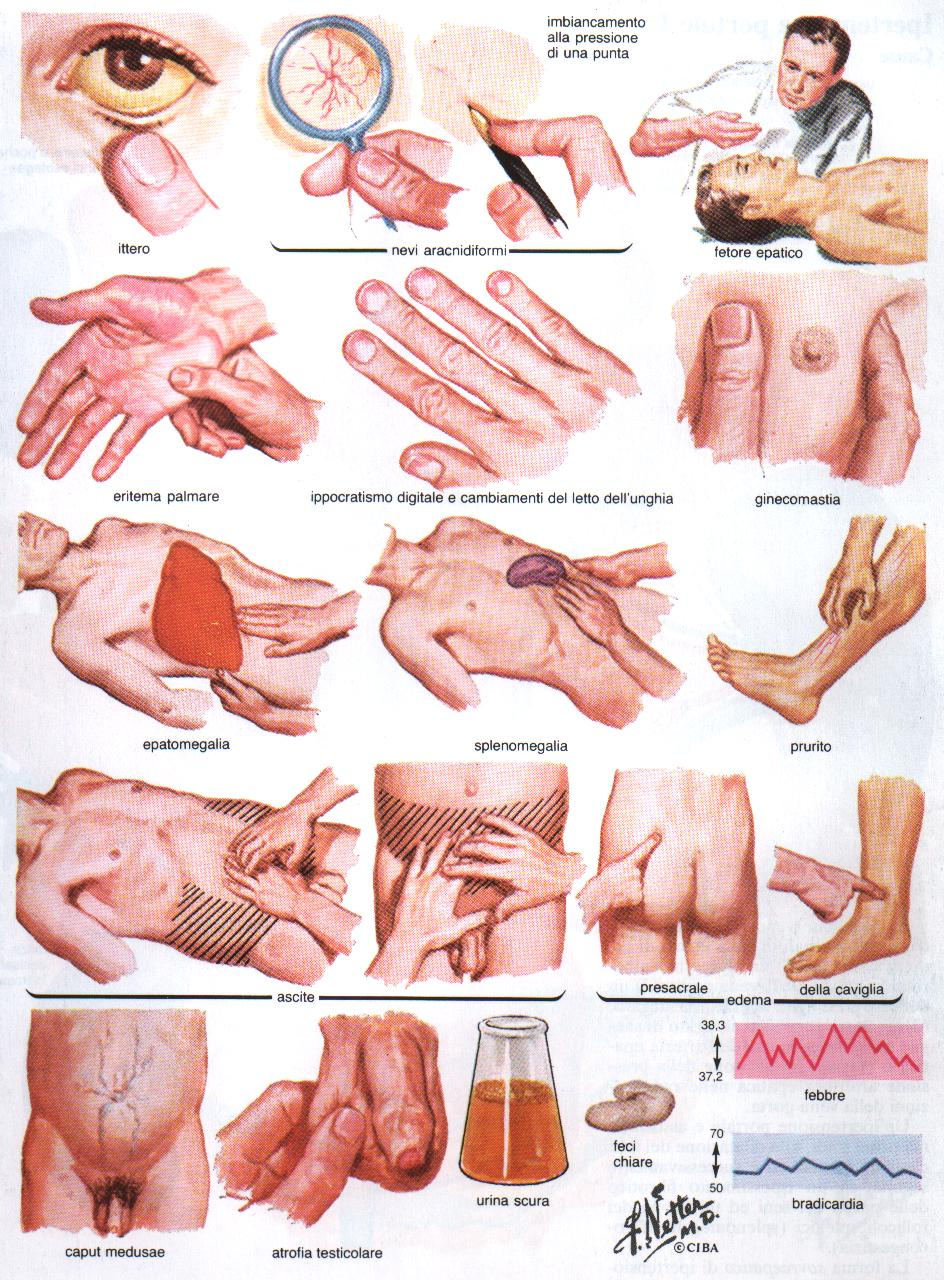 imbiancamento
alla pressione
di una punta
ittero
nevi aracnidiformi
fetore epatico
eritema palmare
ippocratismo digitale e cambiamenti del letto dell'unghia
ginecomastia
epatomegalia
splenomegalia
prurito
ascite
presacrale
della caviglia
edema
38,3
37,2
febbre
70
50
bradicardia
feci
chiare
urina scura
caput medusae
atrofia testicolare
F. Netter
M.D.
© CIBA